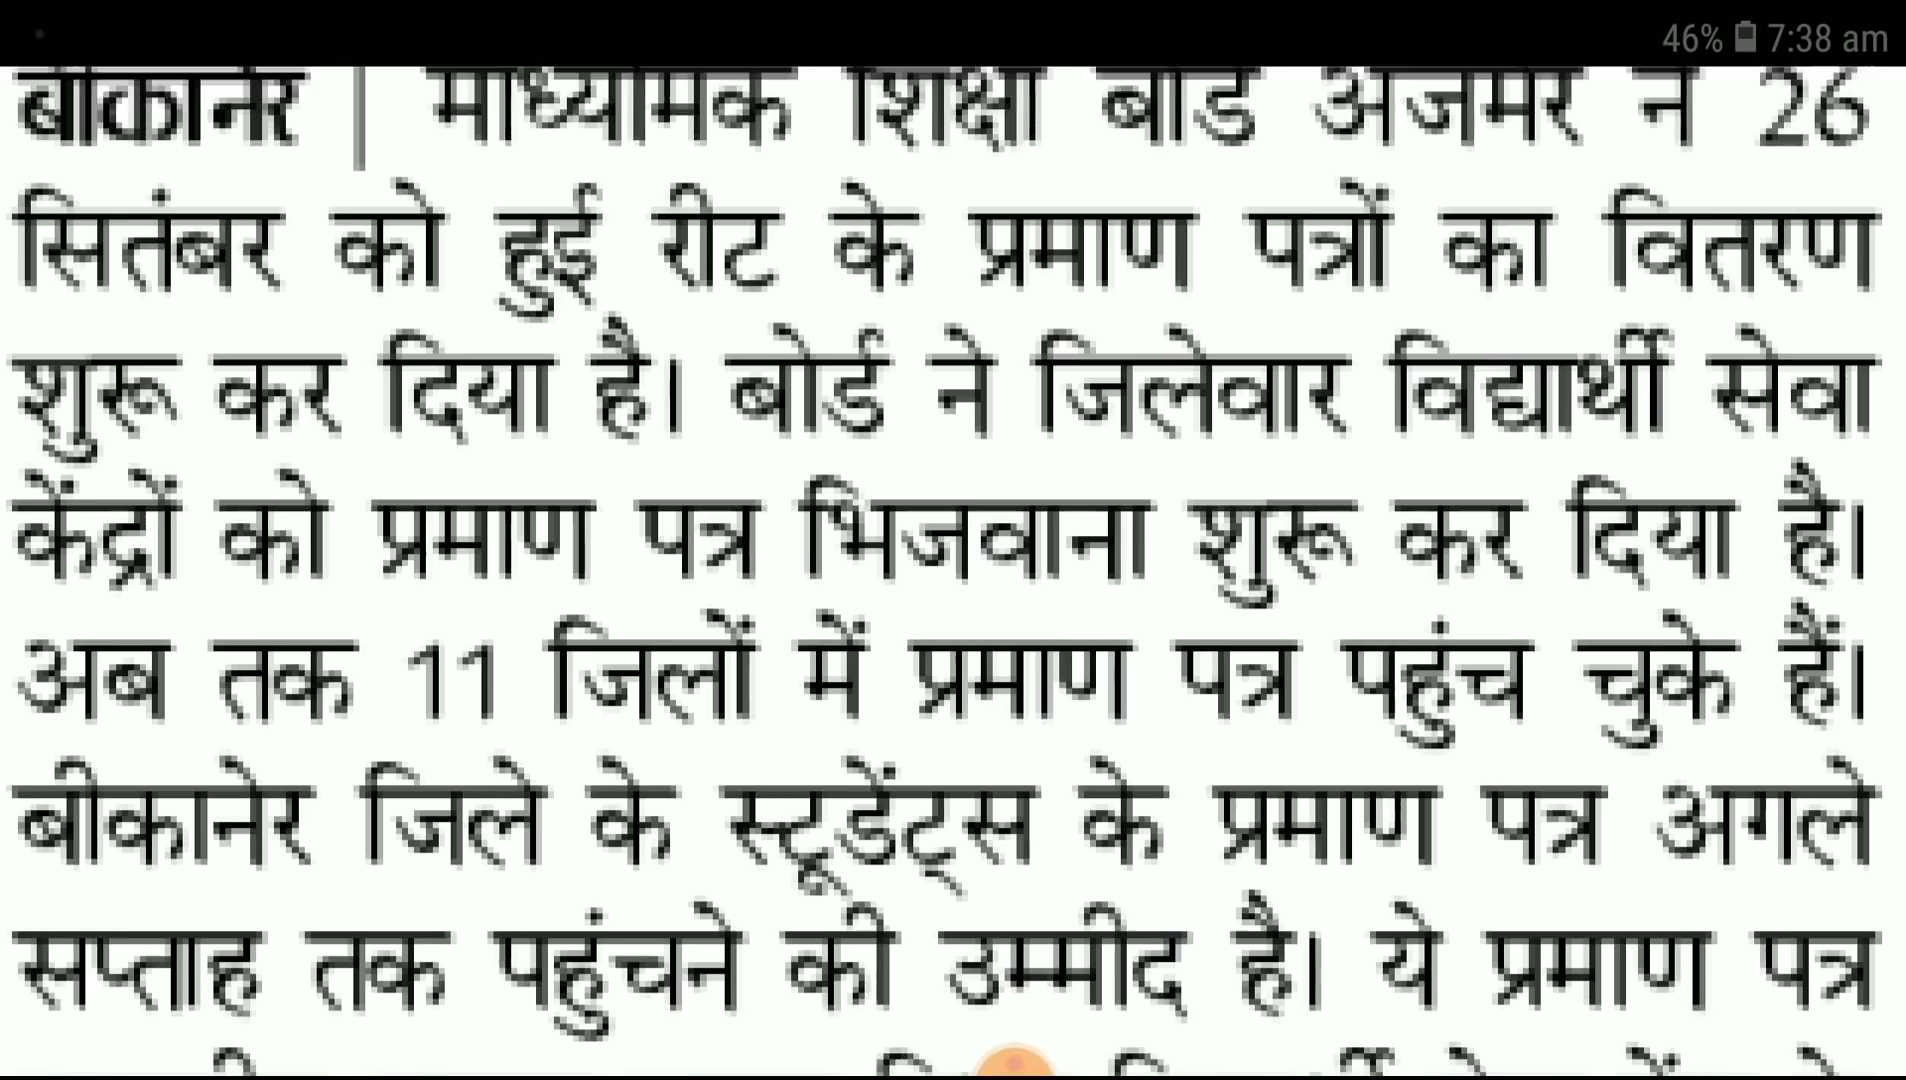 46% 7:38 am
बीकानेर | माध्यमिक शिक्षा बोर्ड अजमेर ने 26
सितंबर को हुई रीट के प्रमाण पत्रों का वितरण
शुरू कर दिया है। बोर्ड ने जिलेवार विद्यार्थी सेवा
केंद्रों को प्रमाण पत्र भिजवाना शुरू कर दिया है।
अब तक 11 जिलों में प्रमाण पत्र पहुंच चुके हैं।
बीकानेर जिले के स्टूडेंट्स के प्रमाण पत्र अगले
सप्ताह तक पहुंचने की उम्मीद है। ये प्रमाण पत्र